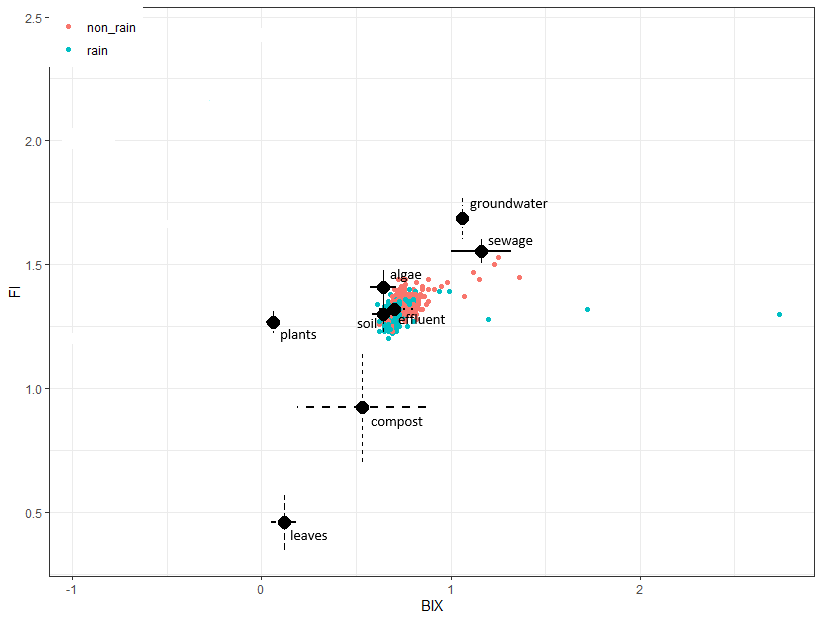 2.5
non_rain
rain
2.0
groundwater
sewage
1.5
algae
FI
soil
effluent
plants
1.0
compost
0.5
leaves
-1
0
1
2
BIX